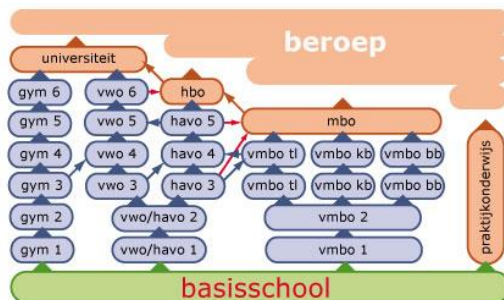 beroep
universiteit
gym 6 vwo 6 hbo
gym 5 vwo 5 havo 5 mbo
gym 4 vwo 4 havo 4 vmbo tl vmbo kb vmbo bb
gym 3 vwo 3 havo 3 vmbo tl vmbo kb vmbo bb
gym 2 vwo/havo 2 vmbo 2
gym 1 vwo/havo 1 vmbo 1
praktijkonderwijs
basisschool